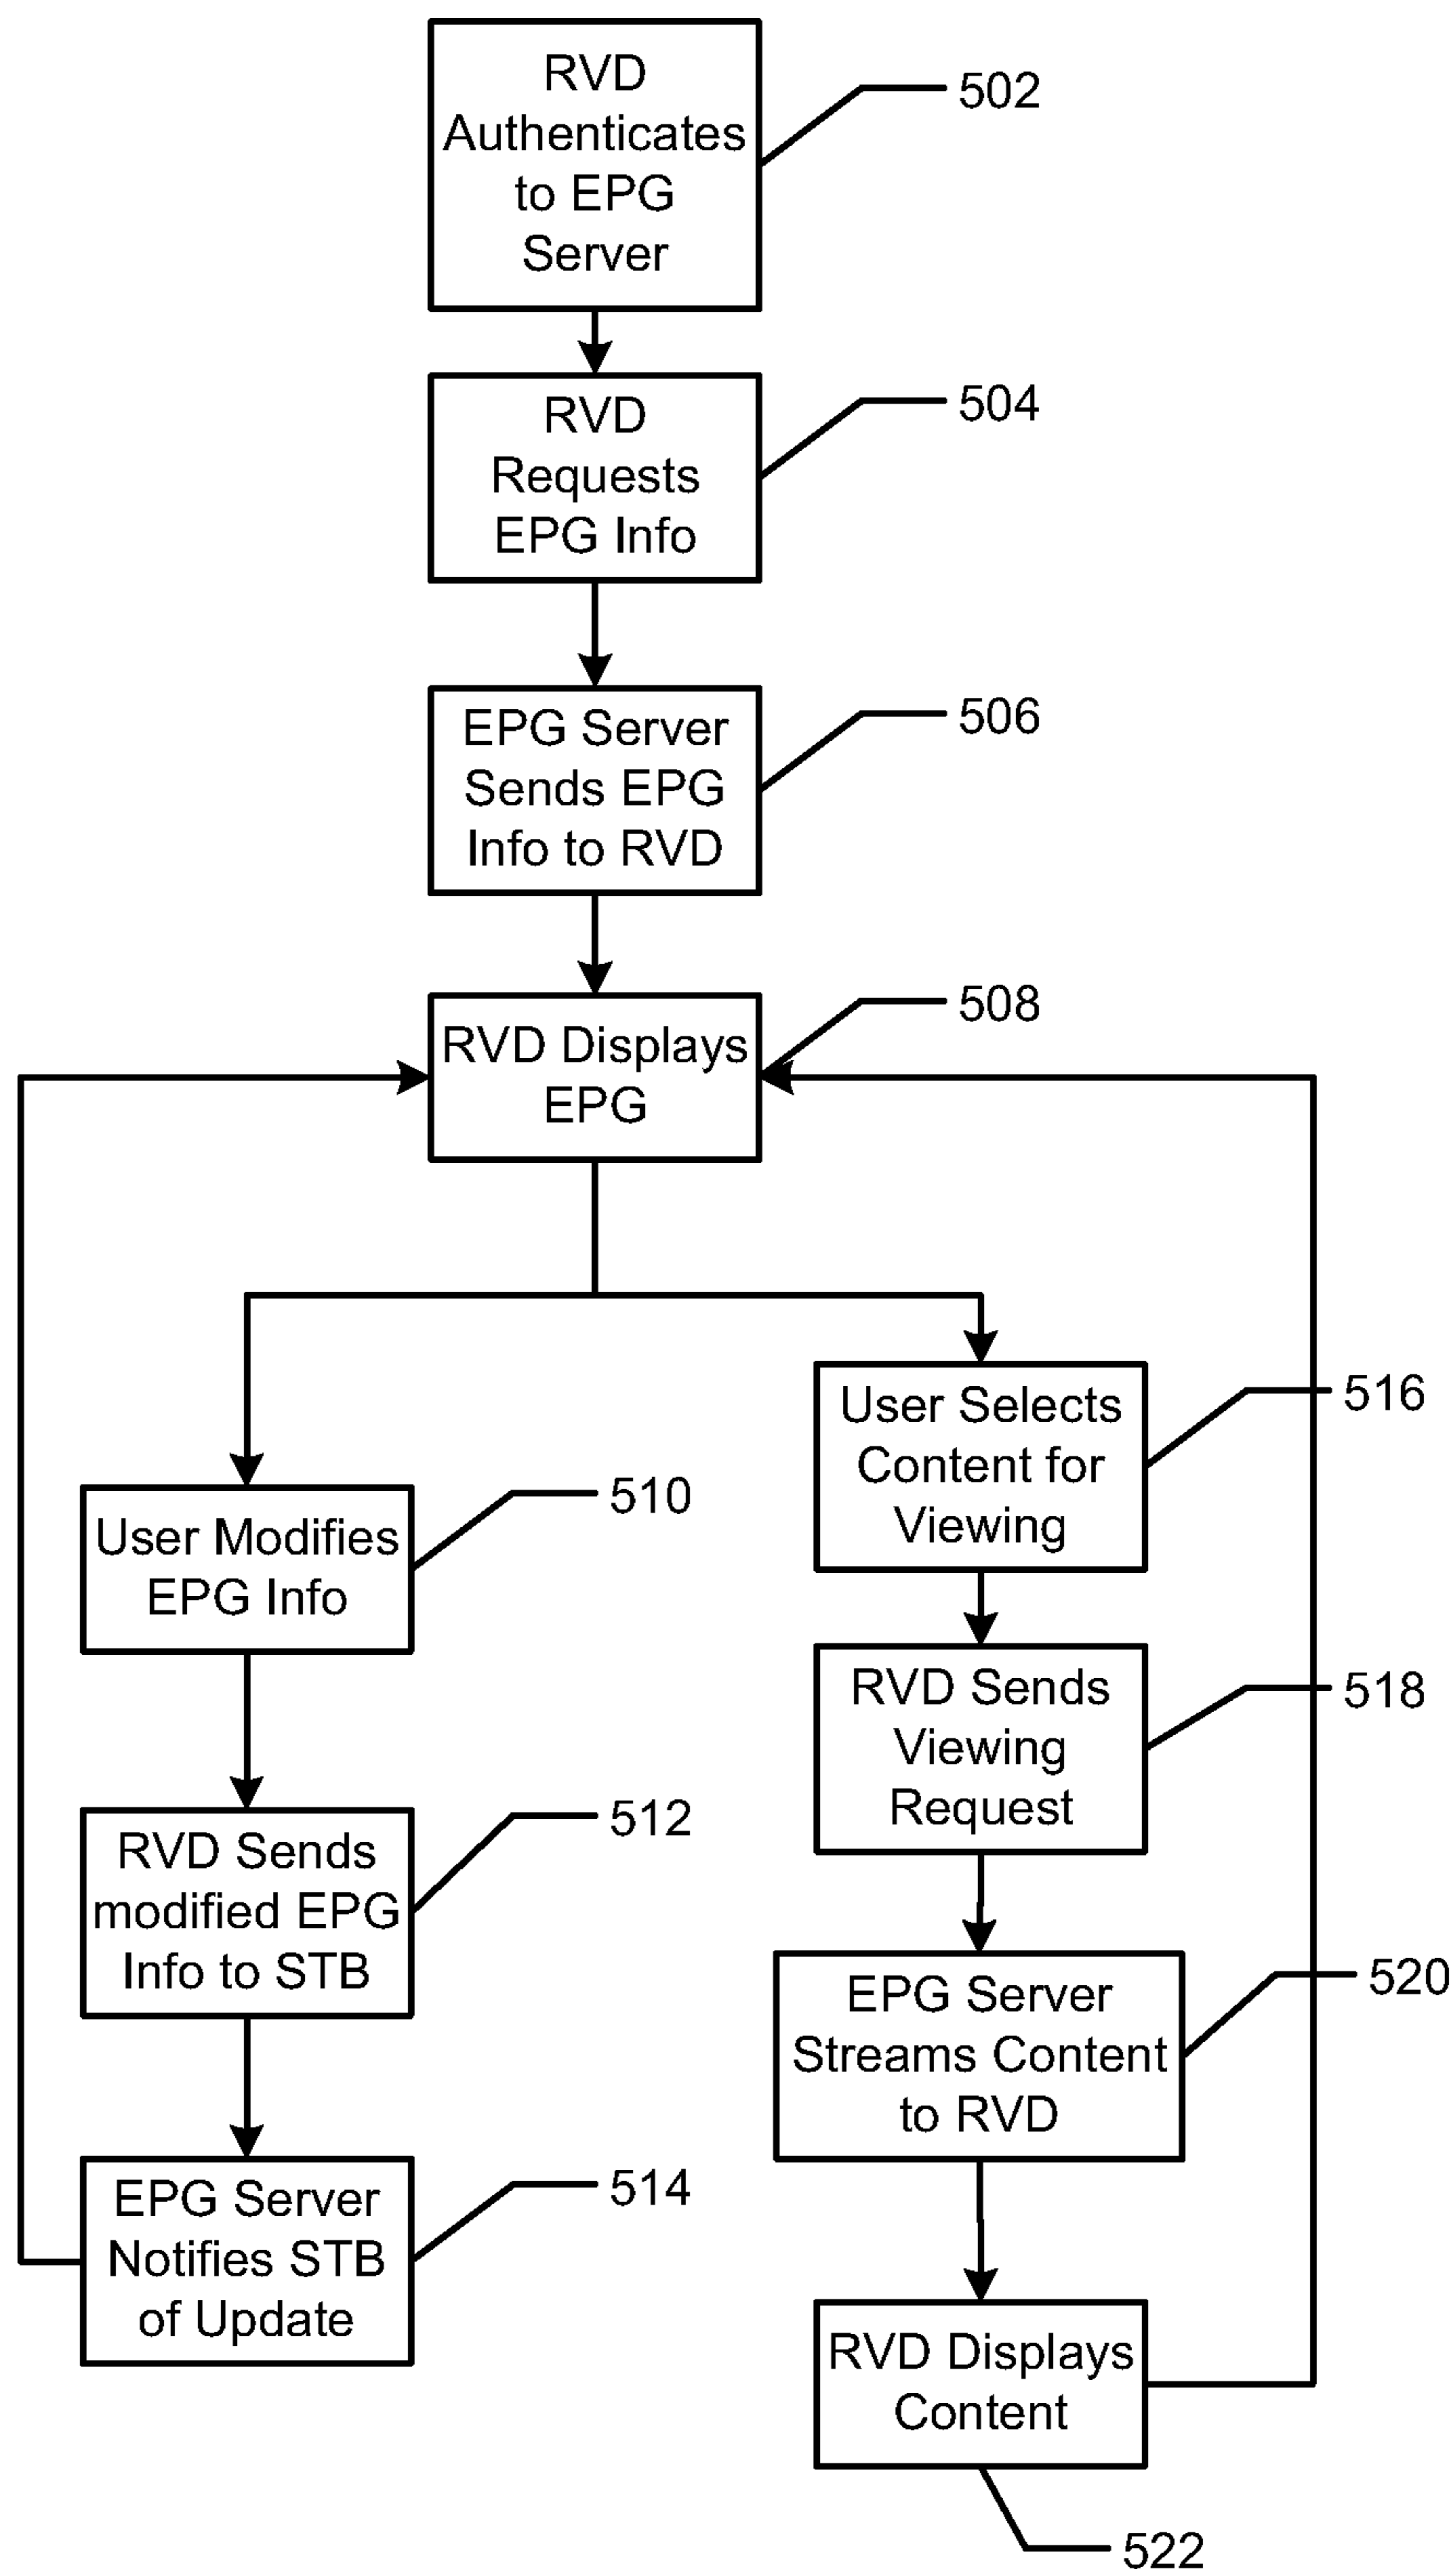 RVD
Authenticates
to EPG
Server
502
RVD
Requests
EPG Info
504
EPG Server
Sends EPG
Info to RVD
506
RVD Displays
EPG
508
User Modifies
EPG Info
510
RVD Sends
modified EPG
Info to STB
512
EPG Server
Notifies STB
of Update
514
User Selects
Content for
Viewing
516
RVD Sends
Viewing
Request
518
EPG Server
Streams Content
to RVD
520
RVD Displays
Content
522